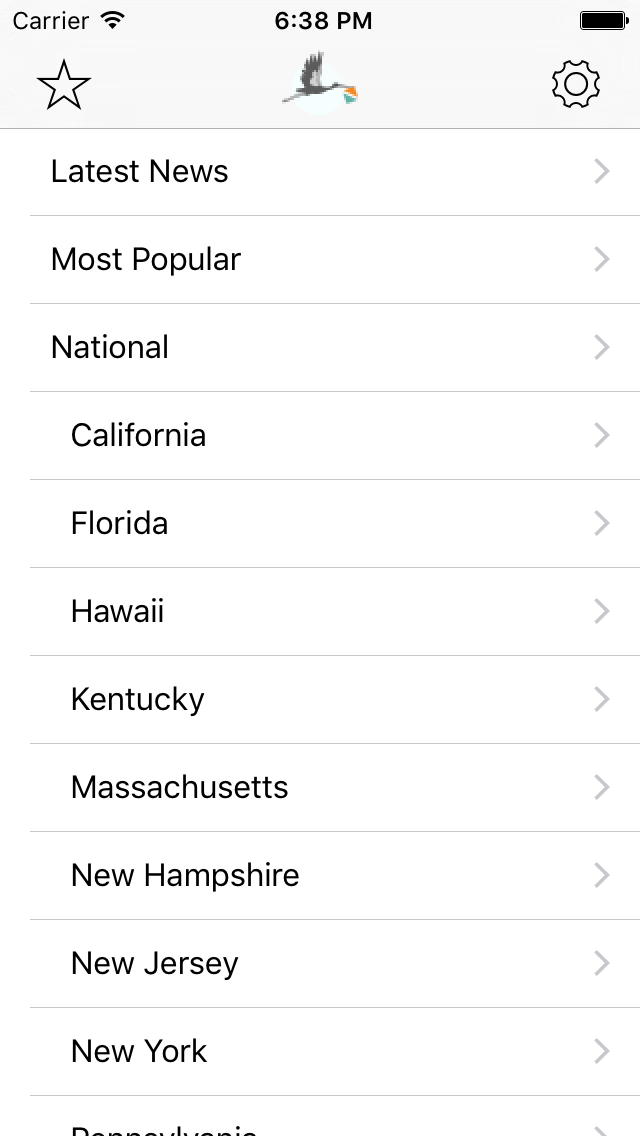 Carrier 6:38 PM
Latest News
Most Popular
National
California
Florida
Hawaii
Kentucky
Massachusetts
New Hampshire
New Jersey
New York
Pennsylvania